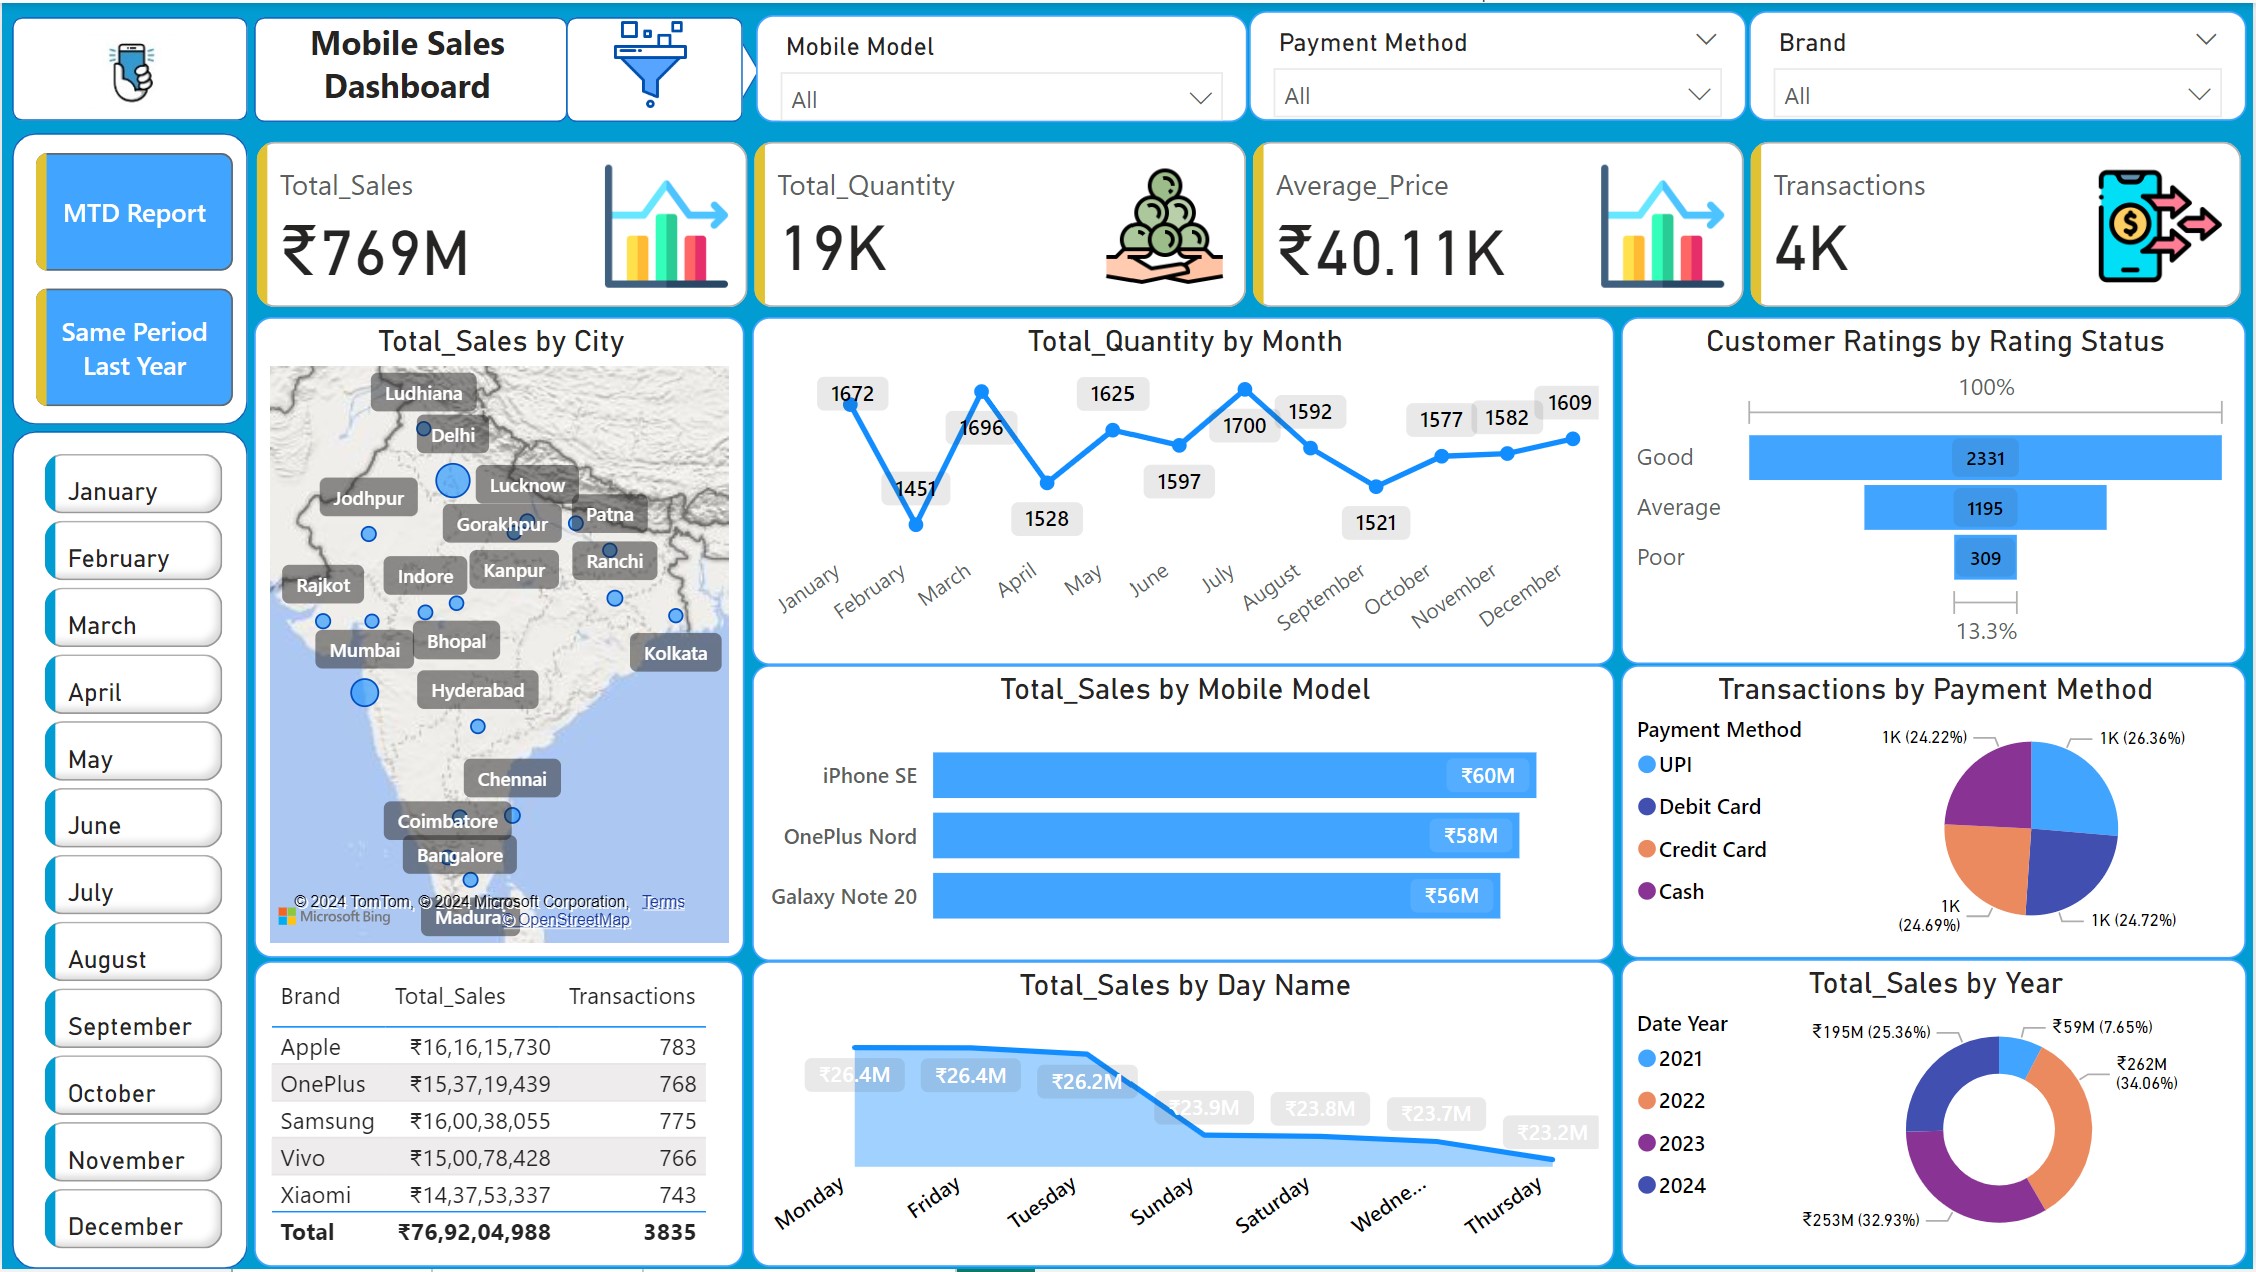 Mobile Sales
Dashboard
Mobile Model
All
Payment Method
All
Brand
All
MTD Report
Same Period
Last Year
January
February
March
April
May
June
July
August
September
October
November
December
Total_Sales
₹769M
Total_Quantity
19K
Average_Price
₹40.11K
Transactions
4K
Total_Sales by City
Ludhiana
Delhi
Lucknow
Jodhpur
Patna
Gorakhpur
Ranchi
Kanpur
Indore
Rajkot
Bhopal
Mumbai
Kolkata
Hyderabad
Chennai
Coimbatore
Bangalore
© 2024 TomTom, © 2024 Microsoft Corporation, Terms
Microsoft Bing
Madurai
© OpenStreetMap
Total_Quantity by Month
1672
1451
1696
1528
1625
1597
1700
1592
1521
1577
1582
1609
January
February
March
April
May
June
July
August
September
October
November
December
Customer Ratings by Rating Status
100%
Good 2331
Average 1195
Poor 309
13.3%
Total_Sales by Mobile Model
iPhone SE ₹60M
OnePlus Nord ₹58M
Galaxy Note 20 ₹56M
Transactions by Payment Method
Payment Method
UPI
Debit Card
Credit Card
Cash
1K (24.22%)
1K (26.36%)
1K
(24.69%)
1K (24.72%)
Brand Total_Sales Transactions
Apple ₹16,16,15,730 783
OnePlus ₹15,37,19,439 768
Samsung ₹16,00,38,055 775
Vivo ₹15,00,78,428 766
Xiaomi ₹14,37,53,337 743
Total ₹76,92,04,988 3835
Total_Sales by Day Name
₹26.4M
₹26.4M
₹26.2M
₹23.9M
₹23.8M
₹23.7M
₹23.2M
Monday
Friday
Tuesday
Sunday
Saturday
Wedne...
Thursday
Total_Sales by Year
Date Year
2021
2022
2023
2024
₹195M (25.36%)
₹59M (7.65%)
₹262M
(34.06%)
₹253M (32.93%)